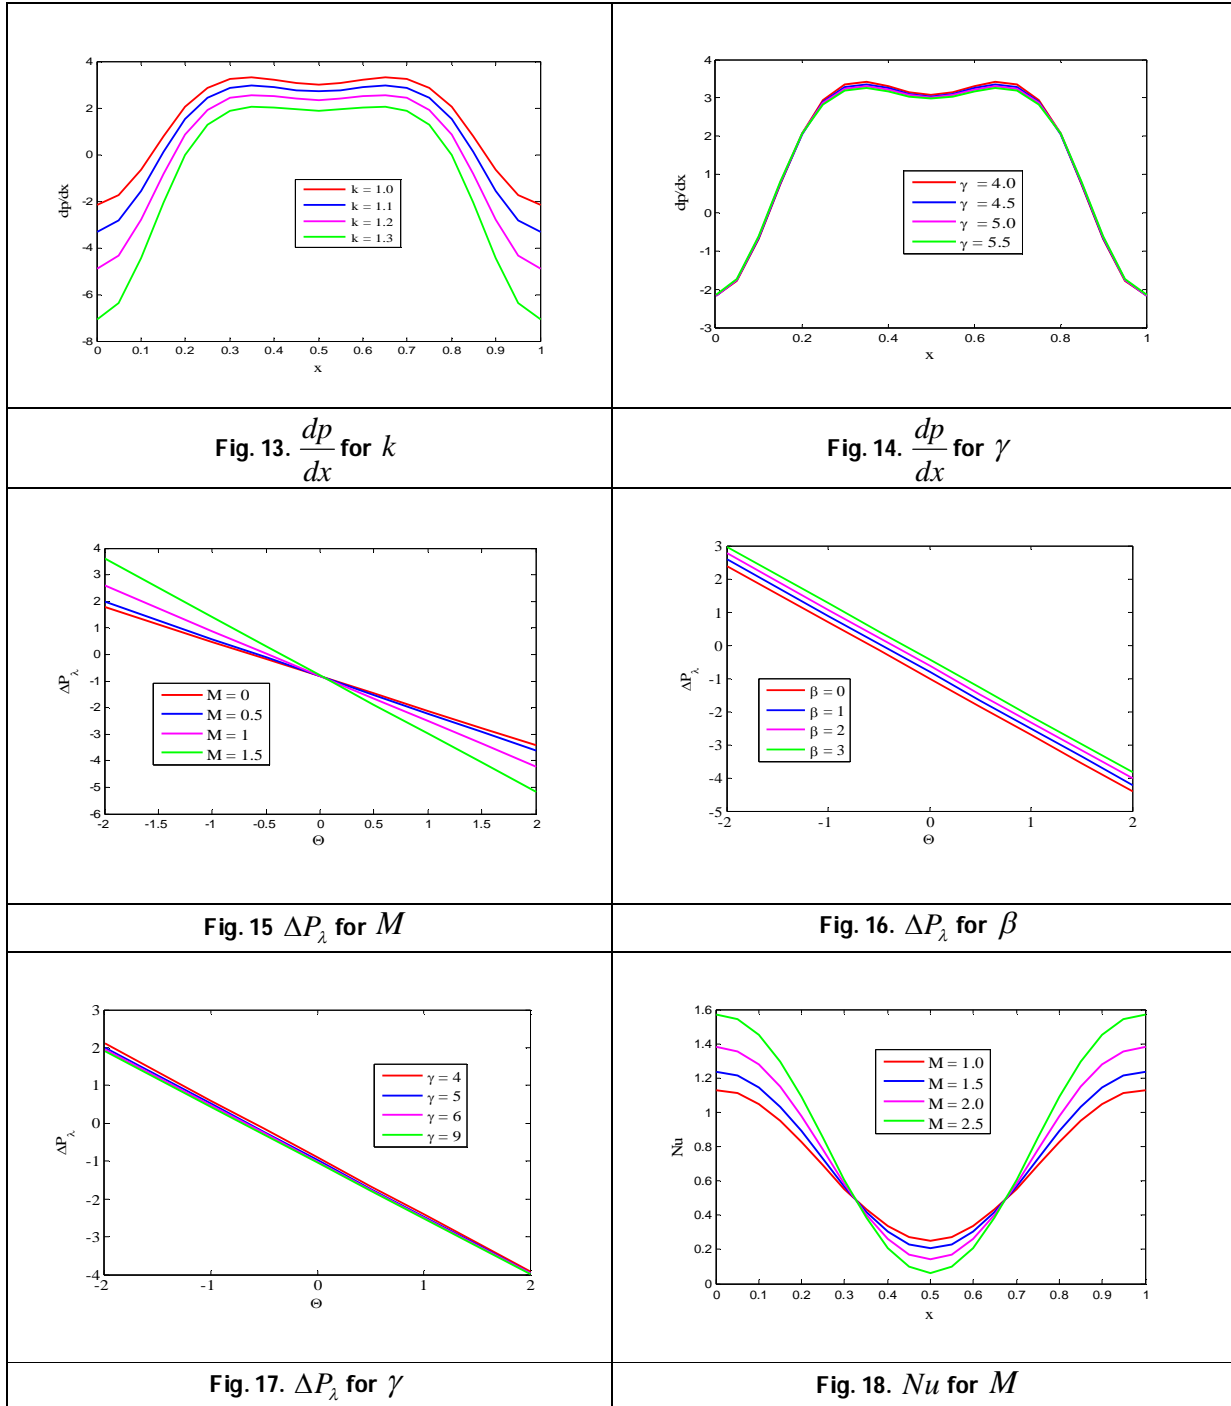 4
2
0
-2
-4
-6
-8
dp/dx
k = 1.0
k = 1.1
k = 1.2
k = 1.3
0 0.1 0.2 0.3 0.4 0.5 0.6 0.7 0.8 0.9 1
x
Fig. 13. dp/dx for k
4
3
2
1
0
-1
-2
-3
dp/dx
γ = 4.0
γ = 4.5
γ = 5.0
γ = 5.5
0 0.2 0.4 0.6 0.8 1
x
Fig. 14. dp/dx for γ
4
3
2
1
0
-1
-2
-3
-4
-5
-6
ΔP_λ
M = 0
M = 0.5
M = 1
M = 1.5
-2 -1.5 -1 -0.5 0 0.5 1 1.5 2
Θ
Fig. 15 ΔP_λ for M
3
2
1
0
-1
-2
-3
-4
-5
ΔP_λ
β = 0
β = 1
β = 2
β = 3
-2 -1 0 1 2
Θ
Fig. 16. ΔP_λ for β
3
2
1
0
-1
-2
-3
-4
ΔP_λ
γ = 4
γ = 5
γ = 6
γ = 9
-2 -1 0 1 2
Θ
Fig. 17. ΔP_λ for γ
1.6
1.4
1.2
1
0.8
0.6
0.4
0.2
0
Nu
M = 1.0
M = 1.5
M = 2.0
M = 2.5
0 0.1 0.2 0.3 0.4 0.5 0.6 0.7 0.8 0.9 1
x
Fig. 18. Nu for M